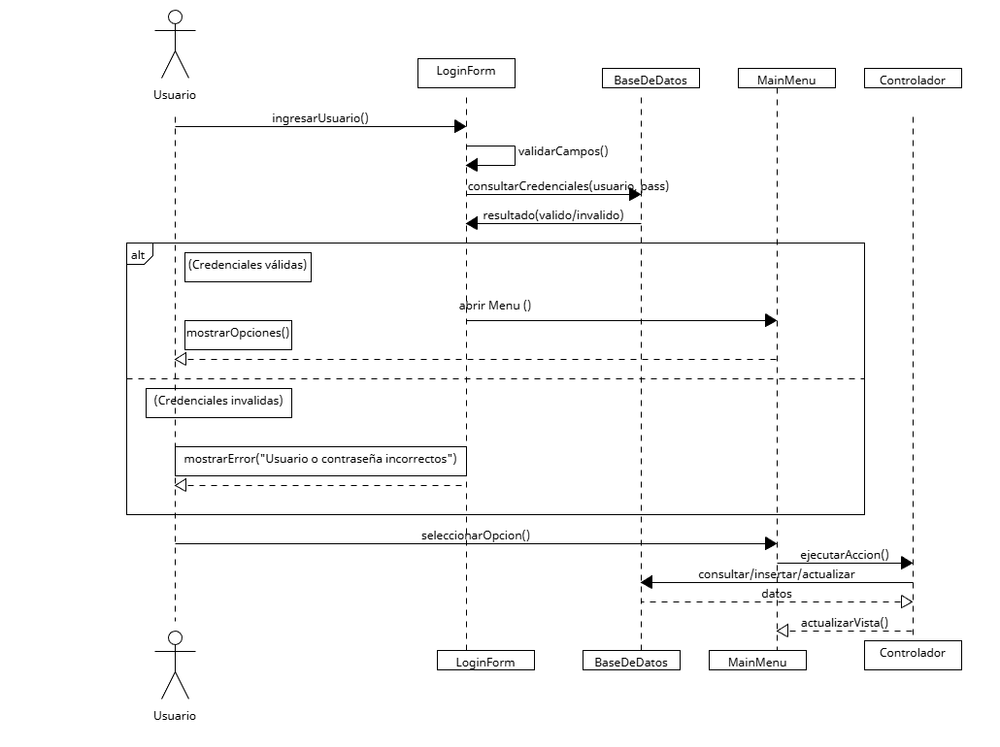 Usuario
LoginForm
BaseDeDatos
MainMenu
Controlador
ingresarUsuario()
validarCampos()
consultarCredenciales(usuario, pass)
resultado(valido/invalido)
alt
(Credenciales válidas)
abrir Menu ()
mostrarOpciones()
(Credenciales invalidas)
mostrarError("Usuario o contraseña incorrectos")
seleccionarOpcion()
ejecutarAccion()
consultar/insertar/actualizar
datos
actualizarVista()
LoginForm
BaseDeDatos
MainMenu
Controlador
Usuario